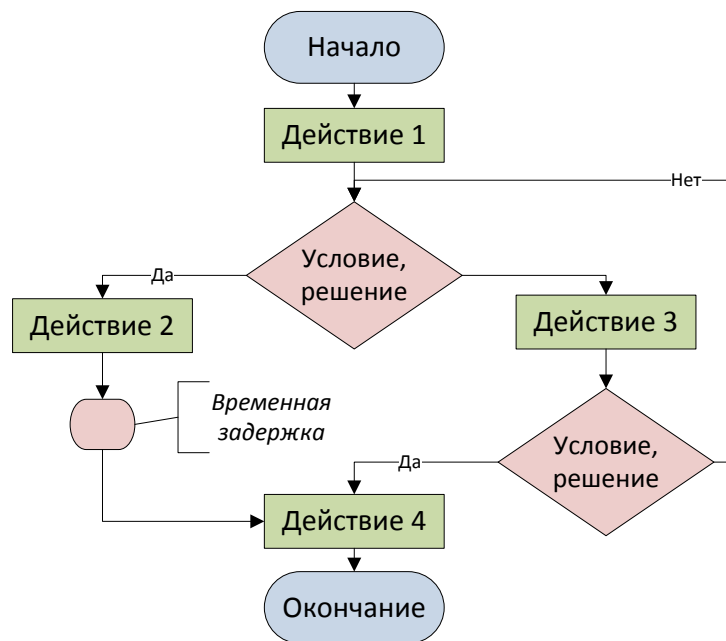 Начало
Действие 1
Нет
Условие,
решение
Да
Действие 2
Действие 3
Временная
задержка
Условие,
решение
Да
Действие 4
Окончание